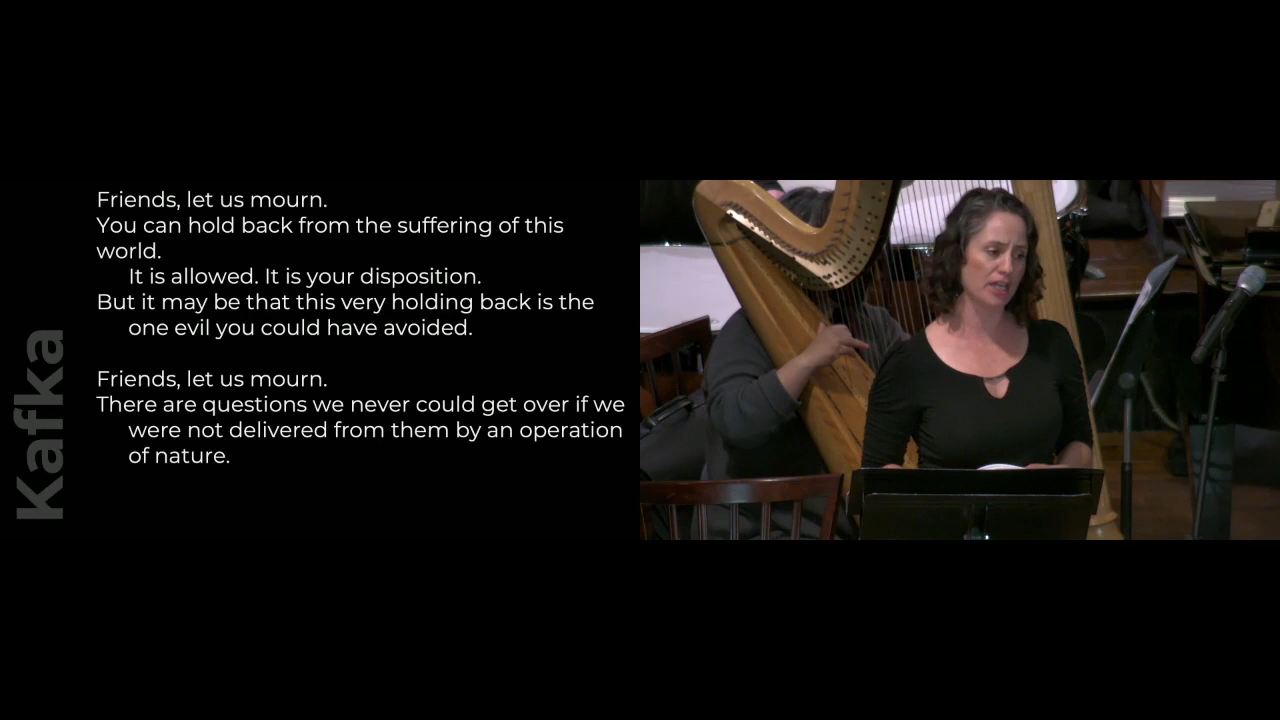 Friends, let us mourn.
You can hold back from the suffering of this
world.
It is allowed. It is your disposition.
But it may be that this very holding back is the
one evil you could have avoided.
Friends, let us mourn.
There are questions we never could get over if we
were not delivered from them by an operation
of nature.
Kafka